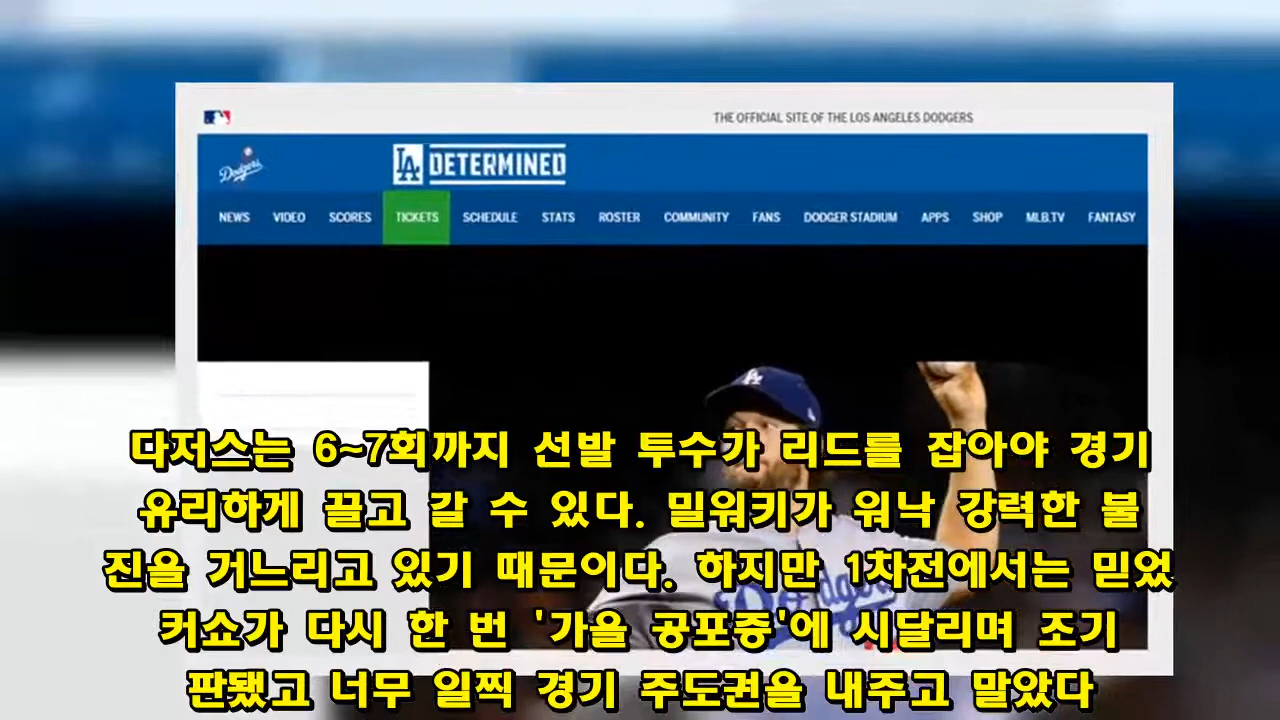 THE OFFICIAL SITE OF THE LOS ANGELES DODGERS
Dodgers
LA DETERMINED
NEWS VIDEO SCORES TICKETS SCHEDULE STATS ROSTER COMMUNITY FANS DODGER STADIUM APPS SHOP MLB.TV FANTASY
LA
Dodgers
다저스는 6~7회까지 선발 투수가 리드를 잡아야 경기
유리하게 끌고 갈 수 있다. 밀워키가 워낙 강력한 불
진을 거느리고 있기 때문이다. 하지만 1차전에서는 믿었
커쇼가 다시 한 번 '가을 공포증'에 시달리며 조기
판됐고 너무 일찍 경기 주도권을 내주고 말았다